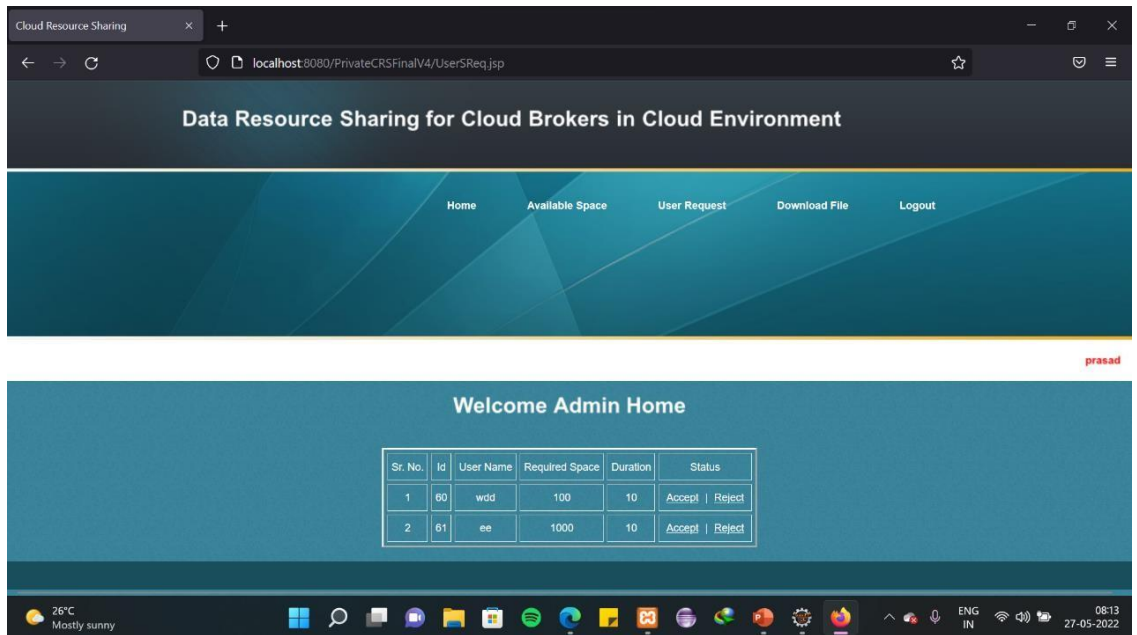 Cloud Resource Sharing
localhost:8080/PrivateCRSFinalV4/UserSReq.jsp
Data Resource Sharing for Cloud Brokers in Cloud Environment
Home Available Space User Request Download File Logout
prasad
Welcome Admin Home
Sr. No. Id User Name Required Space Duration Status
1 60 wdd 100 10 Accept | Reject
2 61 ee 1000 10 Accept | Reject
26°C
Mostly sunny
ENG
IN
08:13
27-05-2022